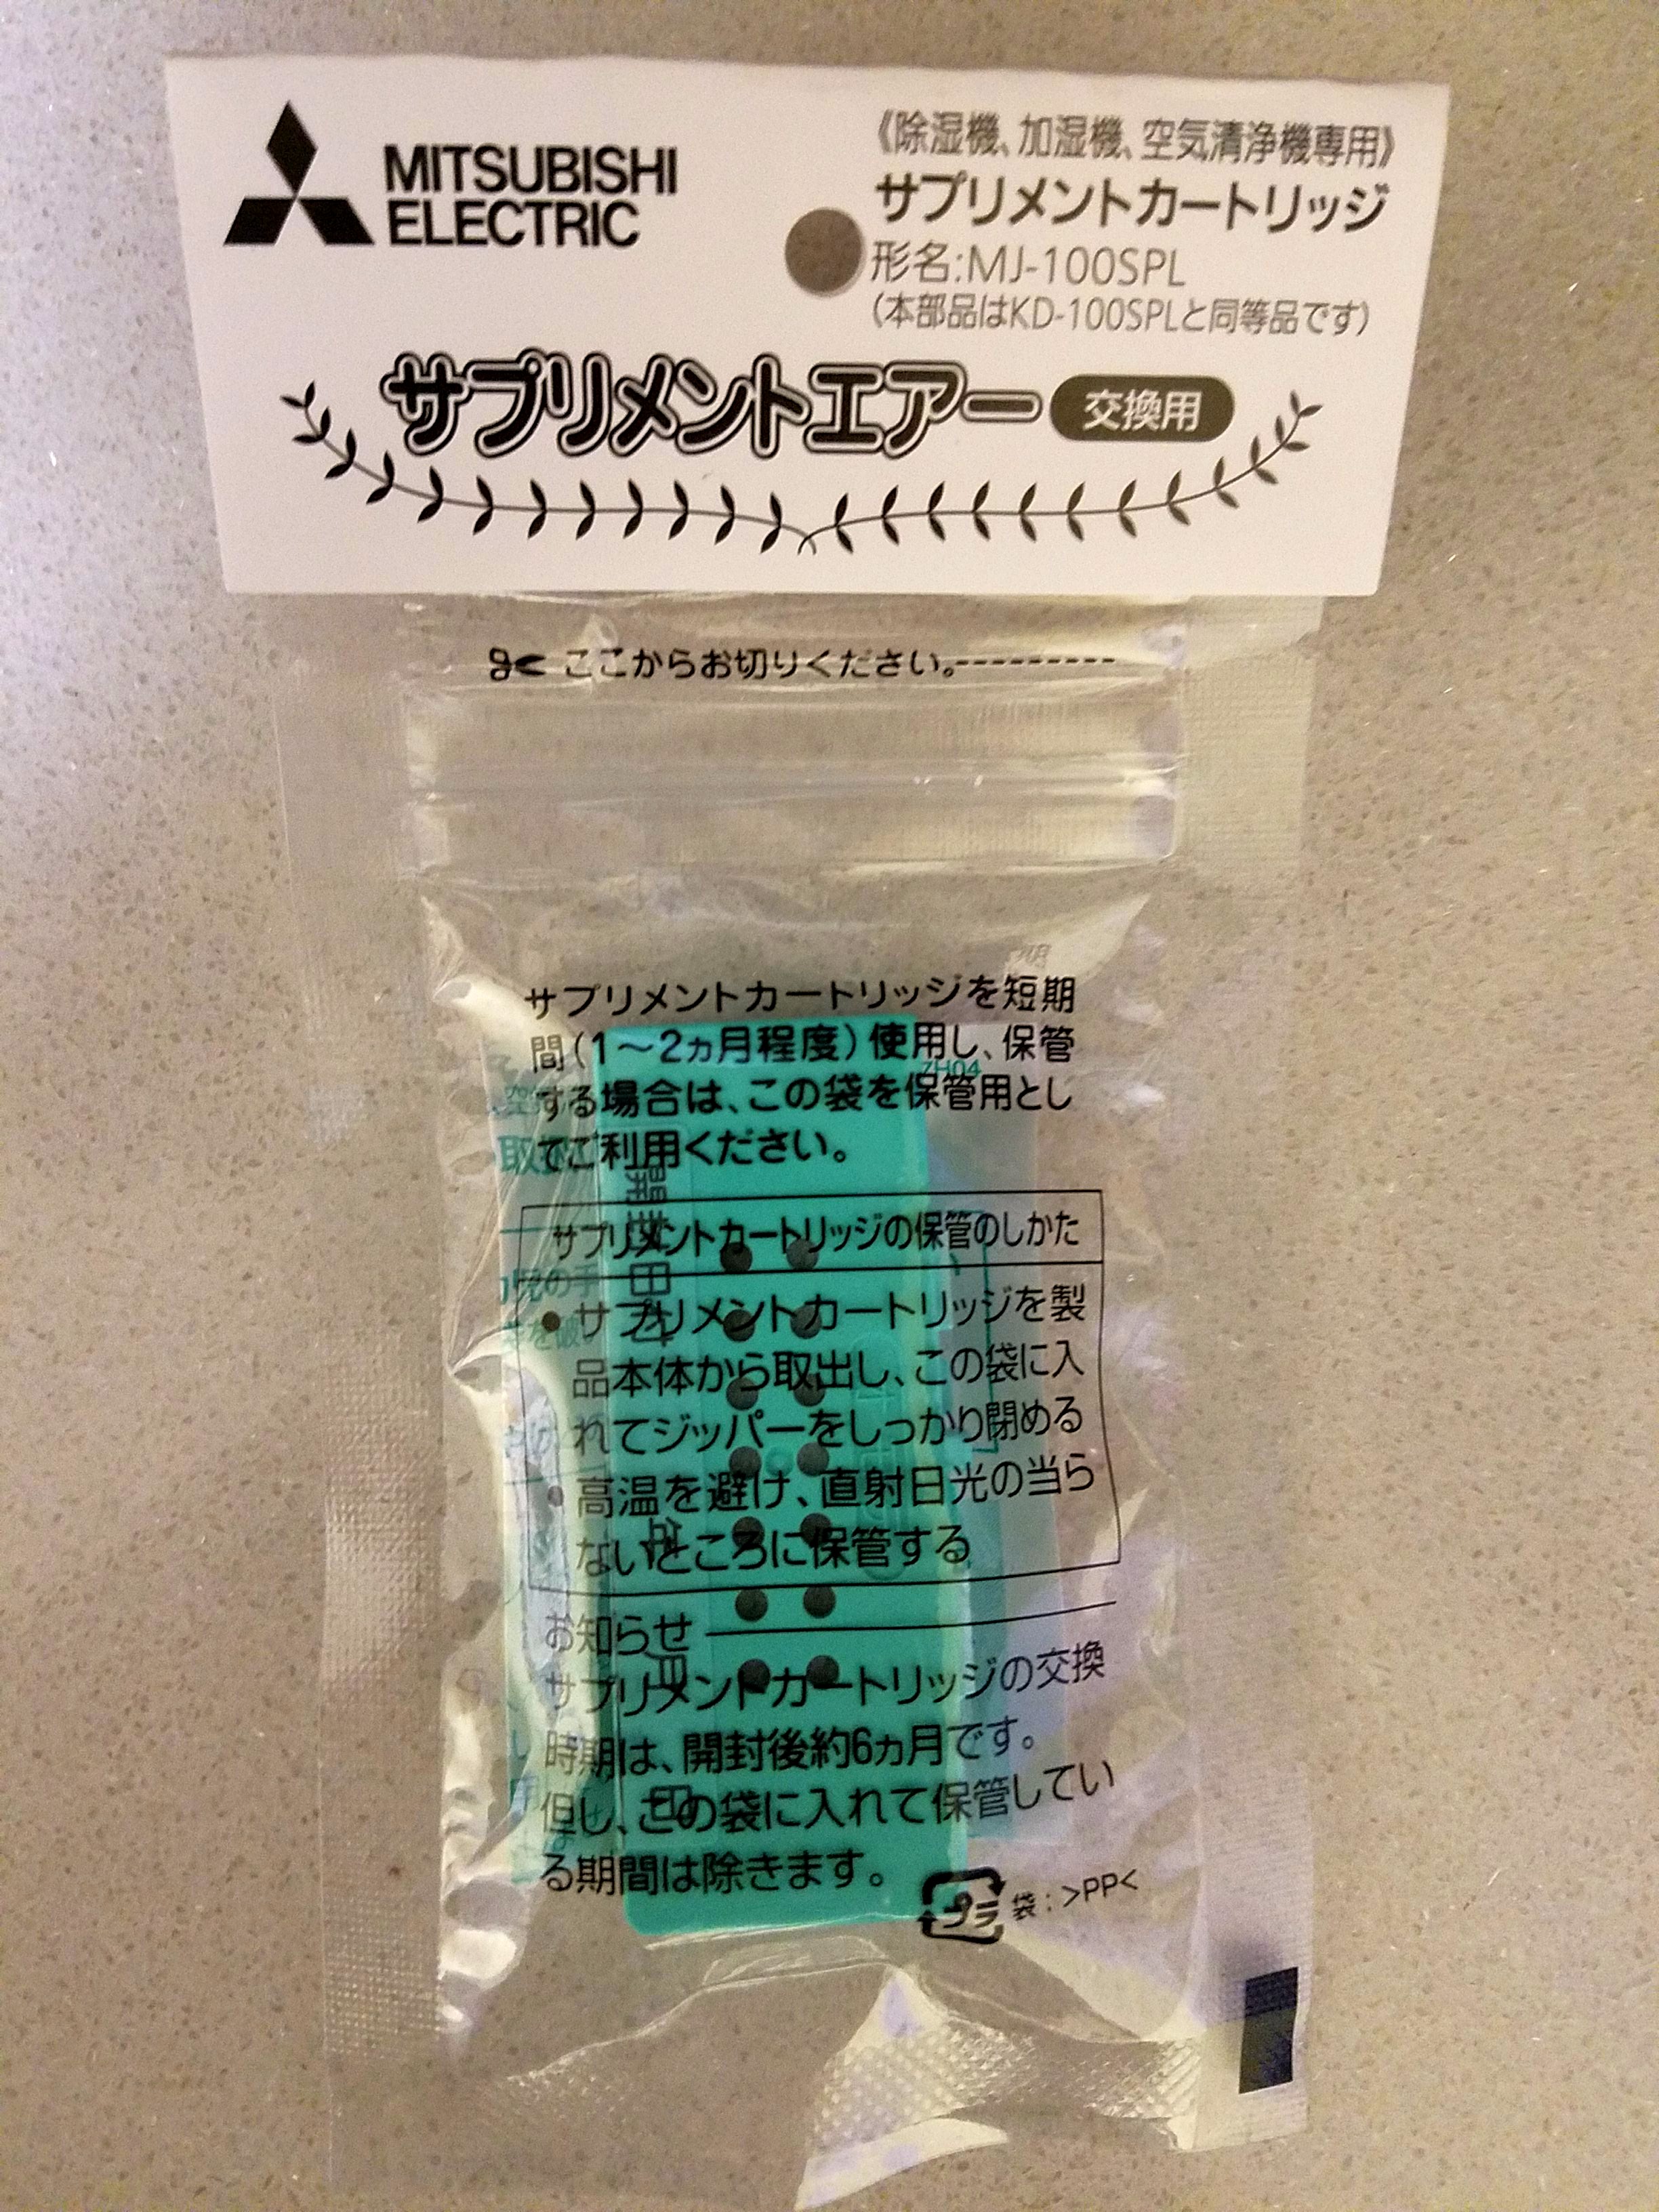 MITSUBISHI
ELECTRIC
《除湿機、加湿機、空気清浄機専用》
サプリメントカートリッジ
形名:MJ-100SPL
(本部品はKD-100SPLと同等品です)
サプリメントエアー 交換用
ここからお切りください。
サプリメントカートリッジを短期
間(1〜2ヵ月程度)使用し、保管
する場合は、この袋を保管用とし
てご利用ください。
サプリメントカートリッジの保管のしかた
•サプリメントカートリッジを製
品本体から取出し、この袋に入
れてジッパーをしっかり閉める
•高温を避け、直射日光の当ら
ないところに保管する
お知らせ
サプリメントカートリッジの交換
時期は、開封後約6ヵ月です。
但し、この袋に入れて保管してい
る期間は除きます。
プラ
袋:>PP<